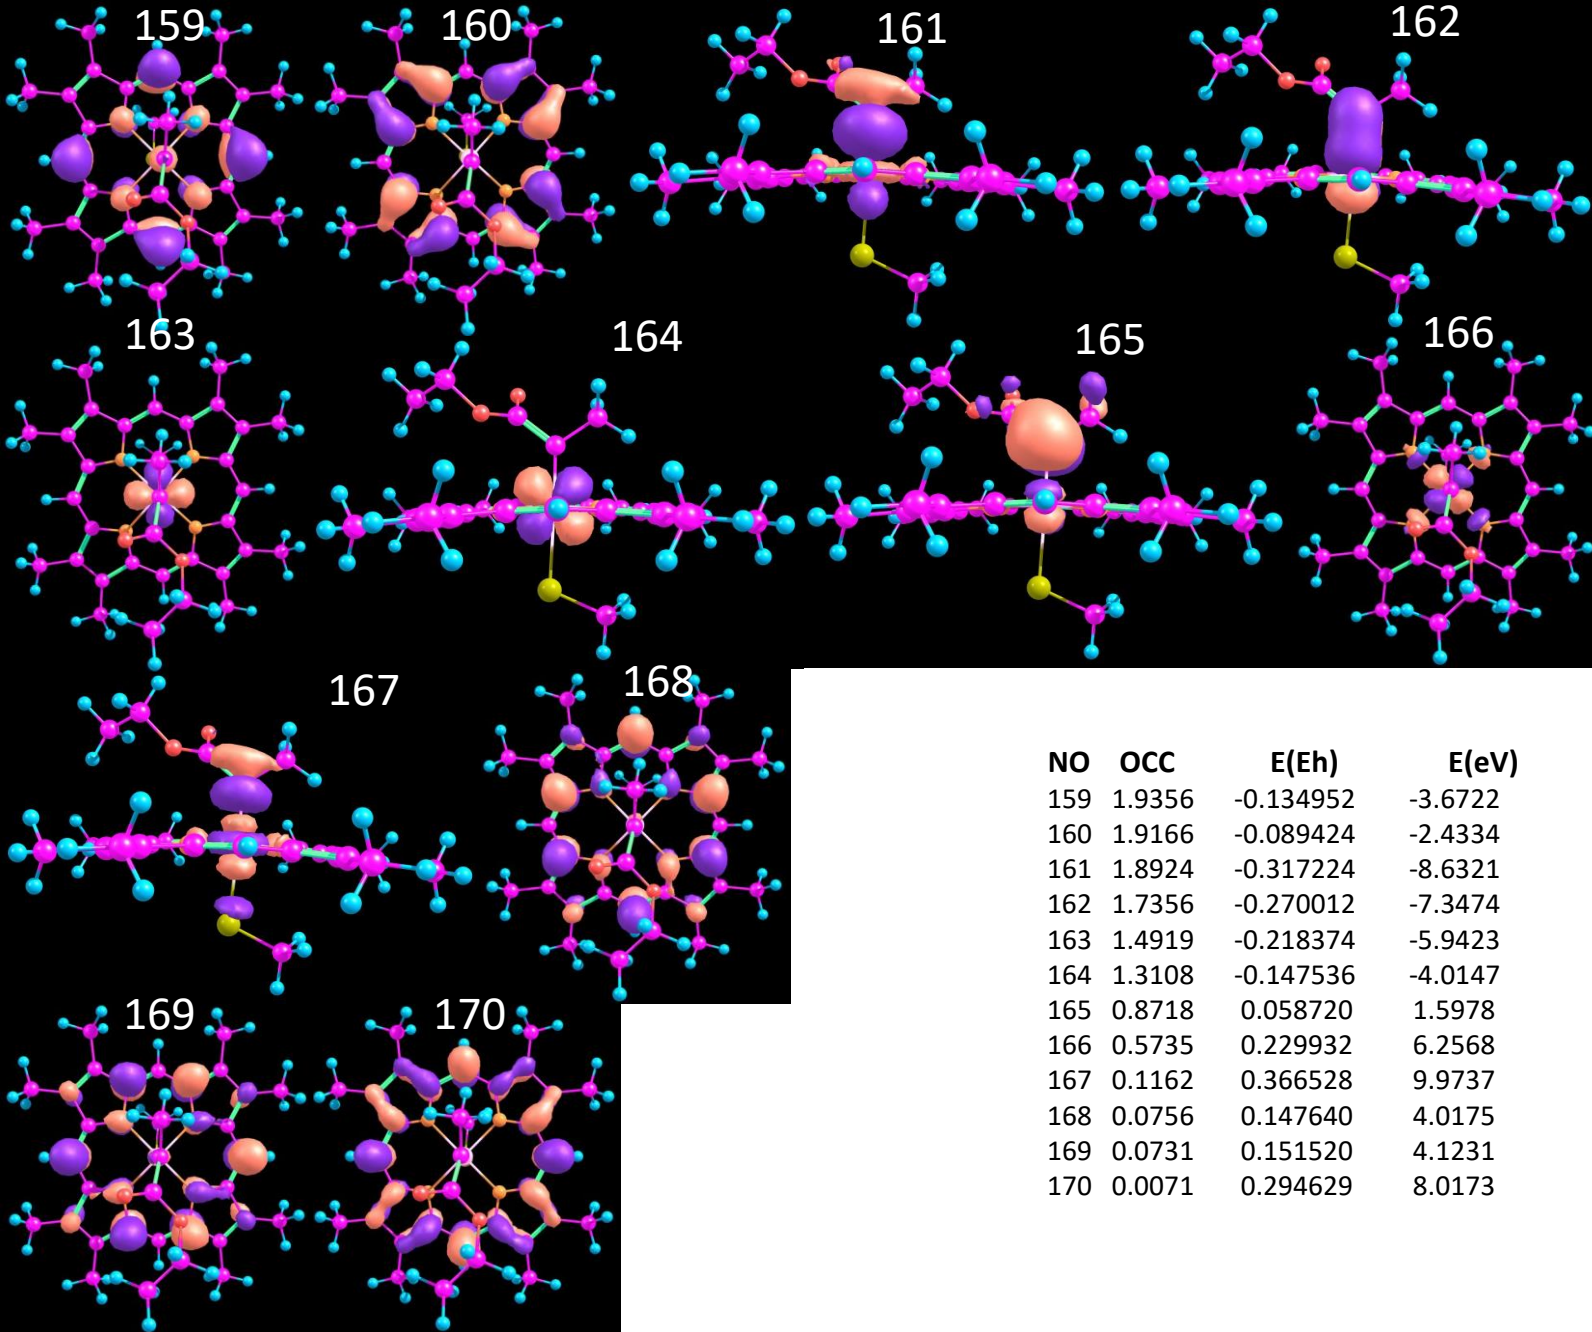 159
160
161
162
163
164
165
166
167
168
NO OCC E(Eh) E(eV)
159 1.9356 -0.134952 -3.6722
160 1.9166 -0.089424 -2.4334
161 1.8924 -0.317224 -8.6321
162 1.7356 -0.270012 -7.3474
163 1.4919 -0.218374 -5.9423
164 1.3108 -0.147536 -4.0147
165 0.8718 0.058720 1.5978
166 0.5735 0.229932 6.2568
167 0.1162 0.366528 9.9737
168 0.0756 0.147640 4.0175
169 0.0731 0.151520 4.1231
170 0.0071 0.294629 8.0173
169
170